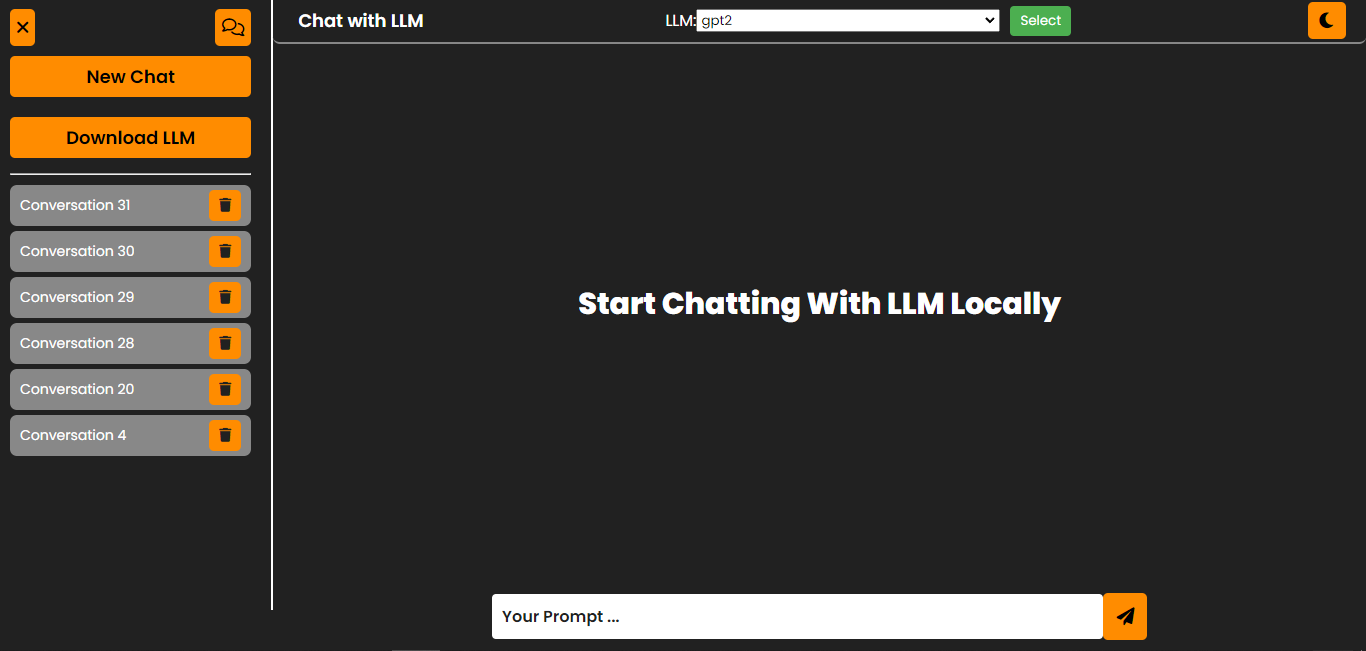 Chat with LLM
LLM: gpt2
Select
New Chat
Download LLM
Conversation 31
Conversation 30
Conversation 29
Conversation 28
Conversation 20
Conversation 4
Start Chatting With LLM Locally
Your Prompt ...